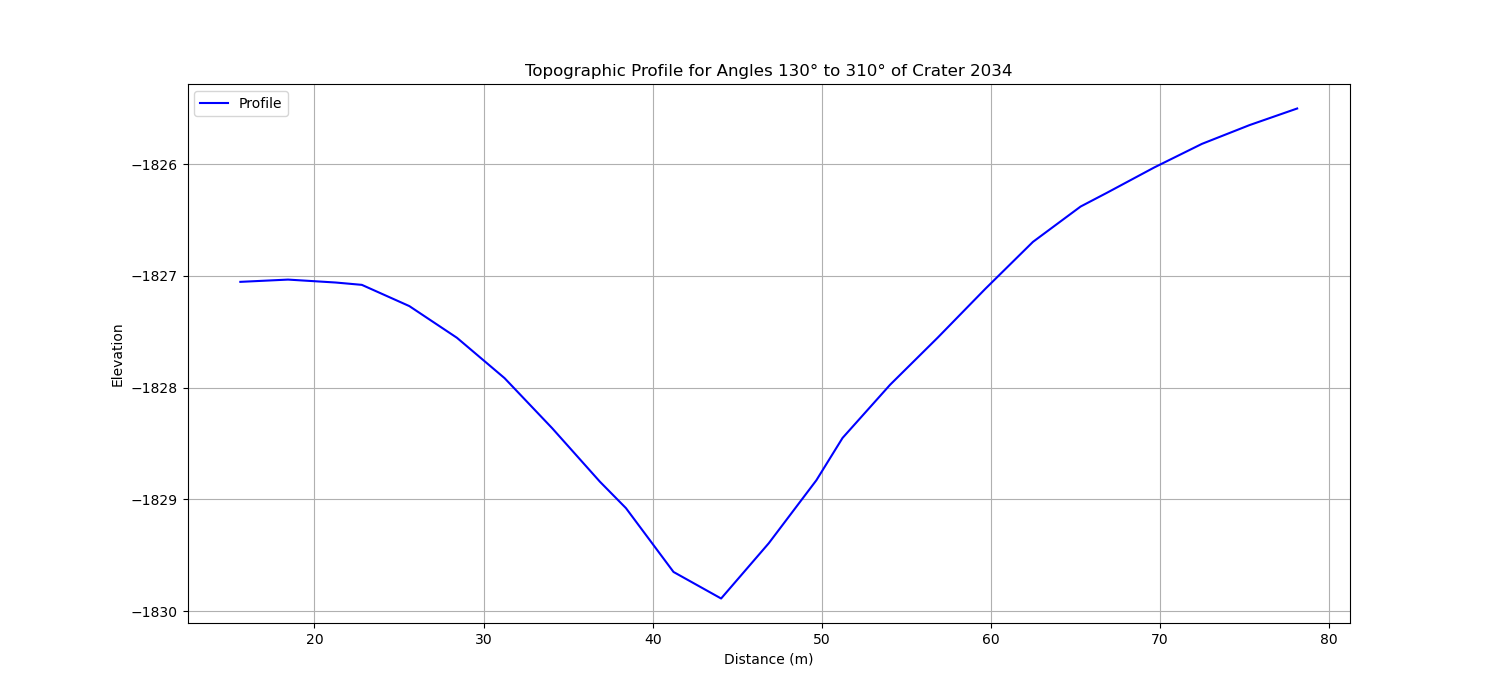 Topographic Profile for Angles 130° to 310° of Crater 2034
Profile
Elevation
−1826
−1827
−1828
−1829
−1830
20 30 40 50 60 70 80
Distance (m)